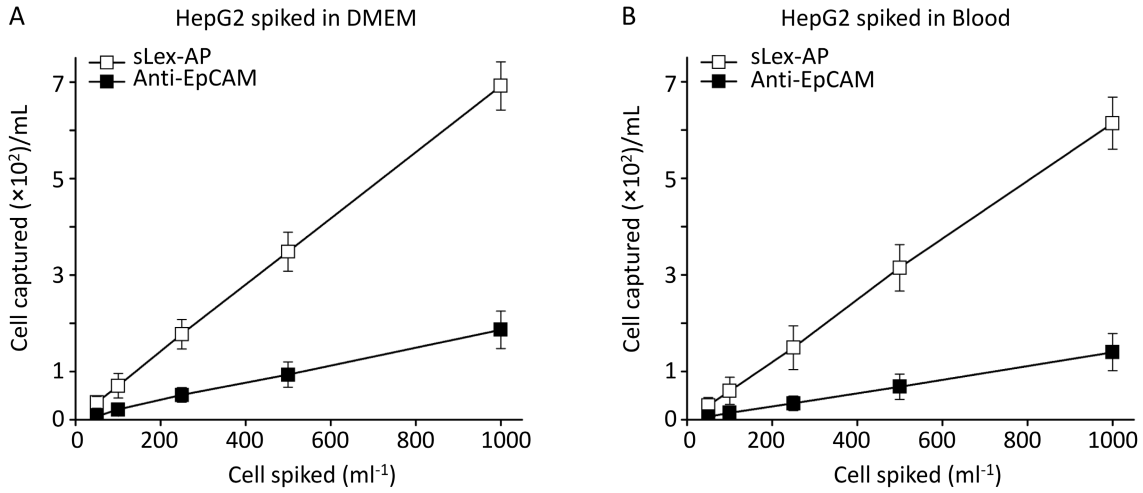 A
HepG2 spiked in DMEM
sLex-AP
Anti-EpCAM
7
5
3
1
0
Cell captured (×10²)/mL
0 200 400 600 800 1000
Cell spiked (ml⁻¹)
B
HepG2 spiked in Blood
sLex-AP
Anti-EpCAM
7
5
3
1
0
Cell captured (×10²)/mL
0 200 400 600 800 1000
Cell spiked (ml⁻¹)